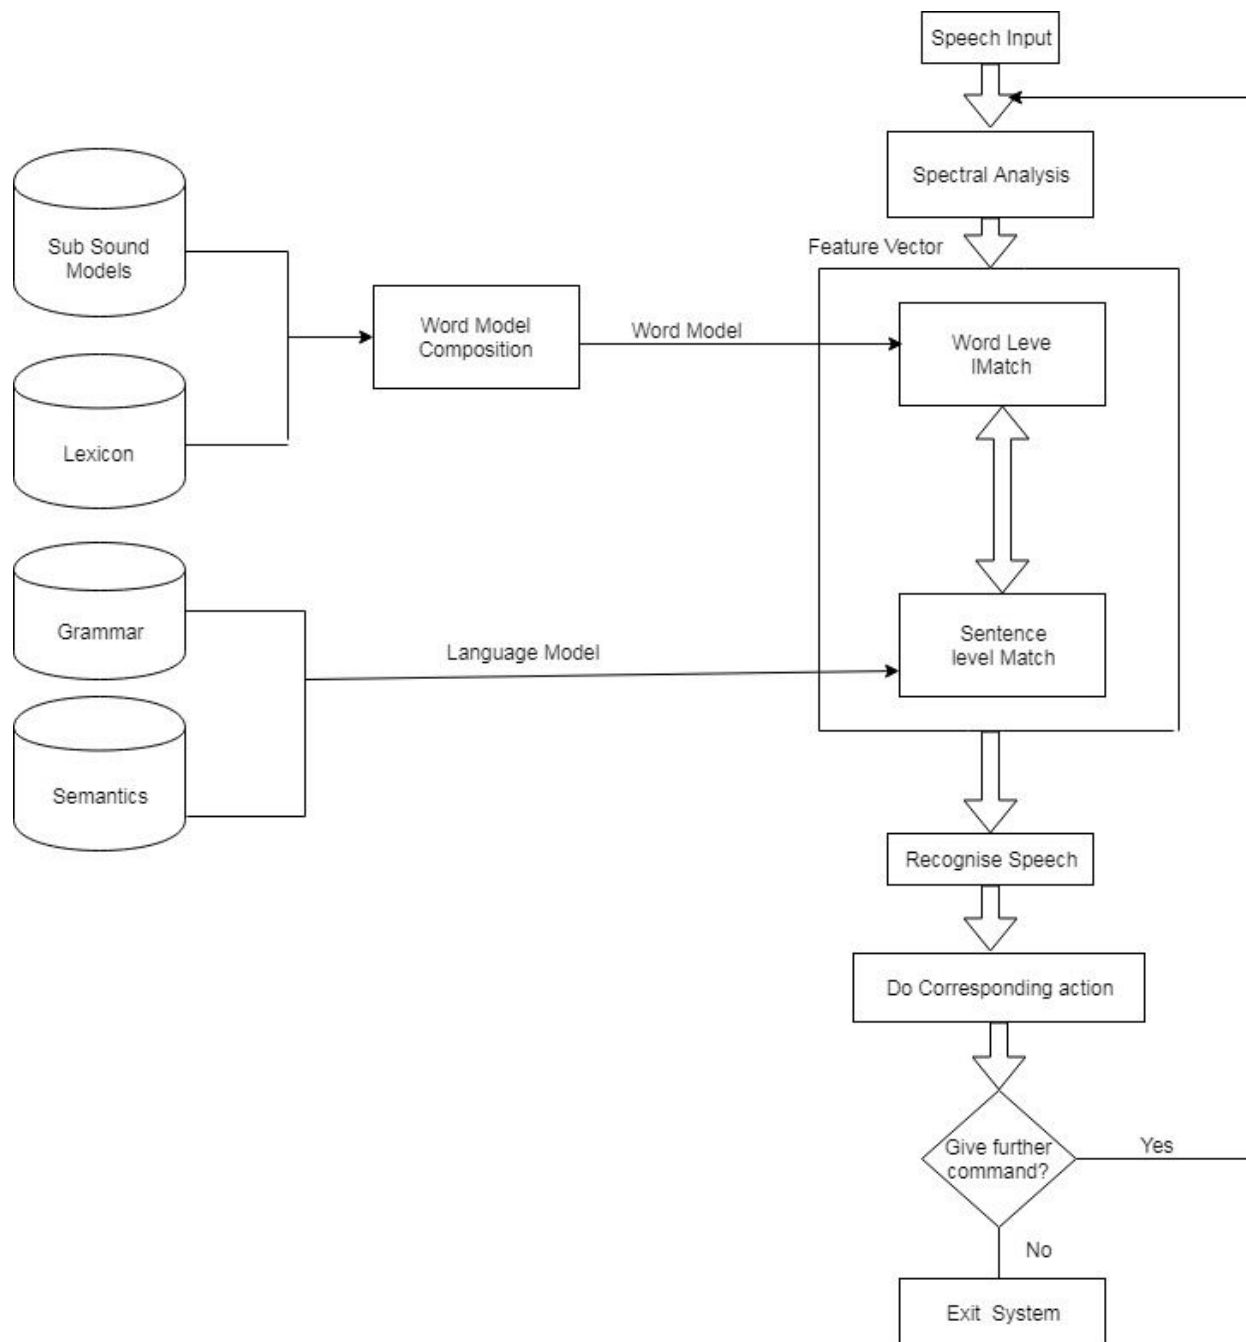 Speech Input
Spectral Analysis
Feature Vector
Sub Sound
Models
Word Model
Composition
Word Model
Word Leve
lMatch
Lexicon
Grammar
Language Model
Sentence
level Match
Semantics
Recognise Speech
Do Corresponding action
Give further
command?
Yes
No
Exit System